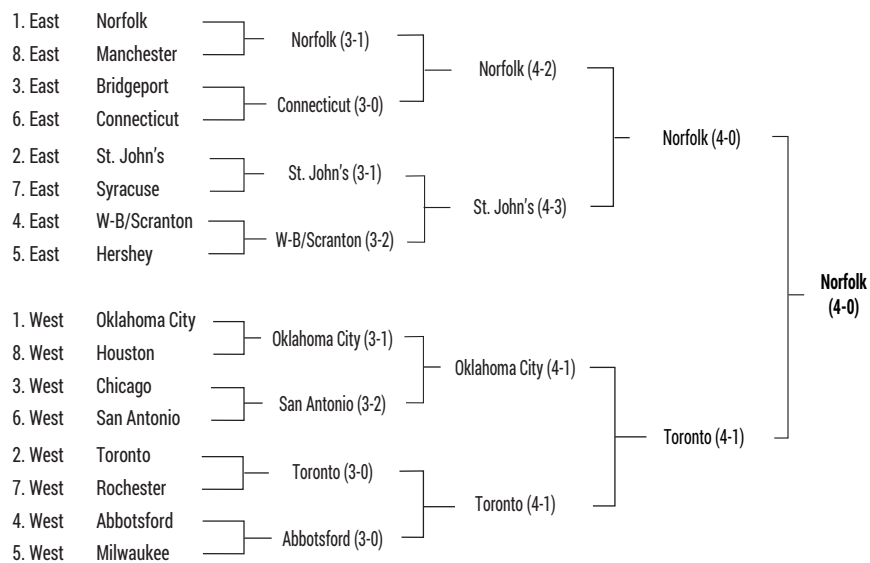 1. East Norfolk
8. East Manchester
Norfolk (3-1)
3. East Bridgeport
6. East Connecticut
Connecticut (3-0)
Norfolk (4-2)
2. East St. John's
7. East Syracuse
St. John's (3-1)
4. East W-B/Scranton
5. East Hershey
W-B/Scranton (3-2)
St. John's (4-3)
Norfolk (4-0)
1. West Oklahoma City
8. West Houston
Oklahoma City (3-1)
3. West Chicago
6. West San Antonio
San Antonio (3-2)
Oklahoma City (4-1)
2. West Toronto
7. West Rochester
Toronto (3-0)
4. West Abbotsford
5. West Milwaukee
Abbotsford (3-0)
Toronto (4-1)
Toronto (4-1)
Norfolk
(4-0)